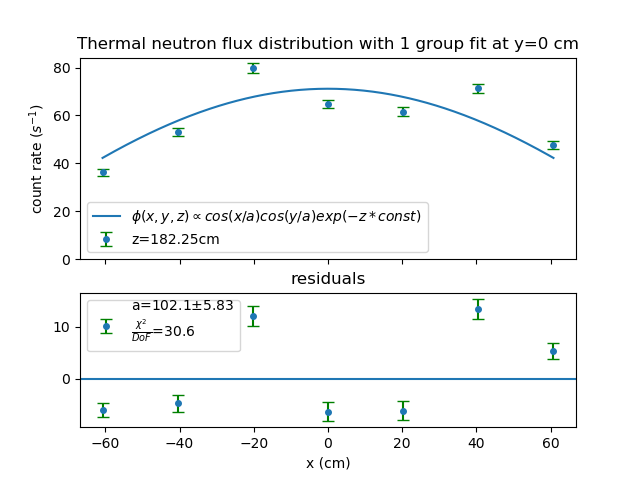 Thermal neutron flux distribution with 1 group fit at y=0 cm
80
60
40
20
0
count rate (s⁻¹)
ϕ(x, y, z) ∝ cos(x/a)cos(y/a)exp(−z * const)
z=182.25cm
residuals
a=102.1±5.83
χ²/DoF=30.6
10
0
−60 −40 −20 0 20 40 60
x (cm)